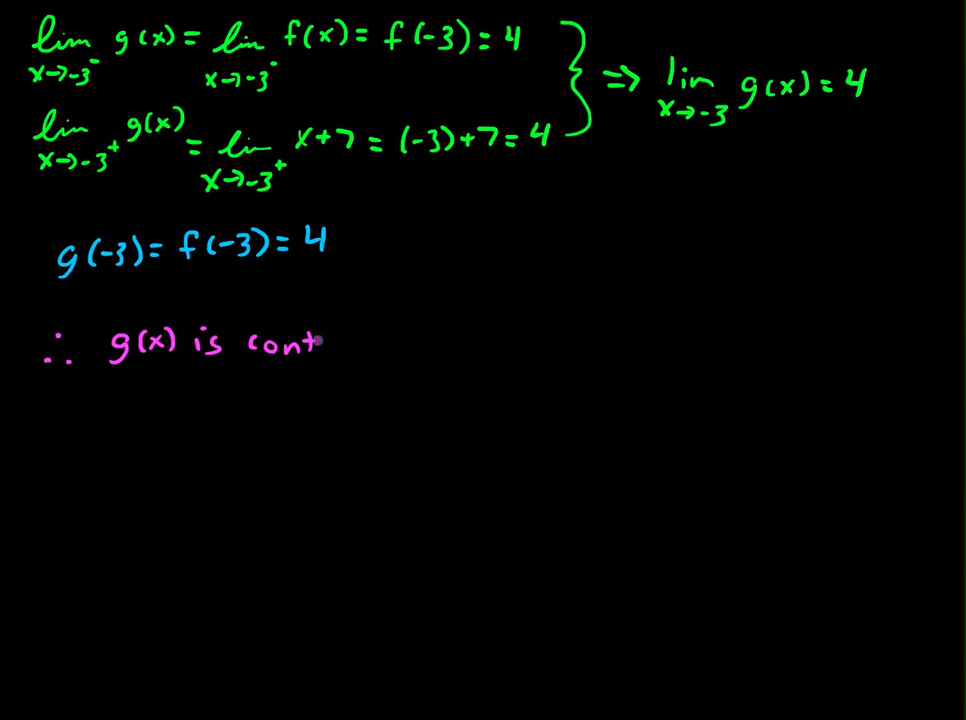 lim x→-3⁻ g(x) = lim x→-3⁻ f(x) = f(-3) = 4
lim x→-3⁺ g(x) = lim x→-3⁺ x+7 = (-3)+7 = 4
} ⇒ lim x→-3 g(x) = 4
g(-3) = f(-3) = 4
∴ g(x) is cont